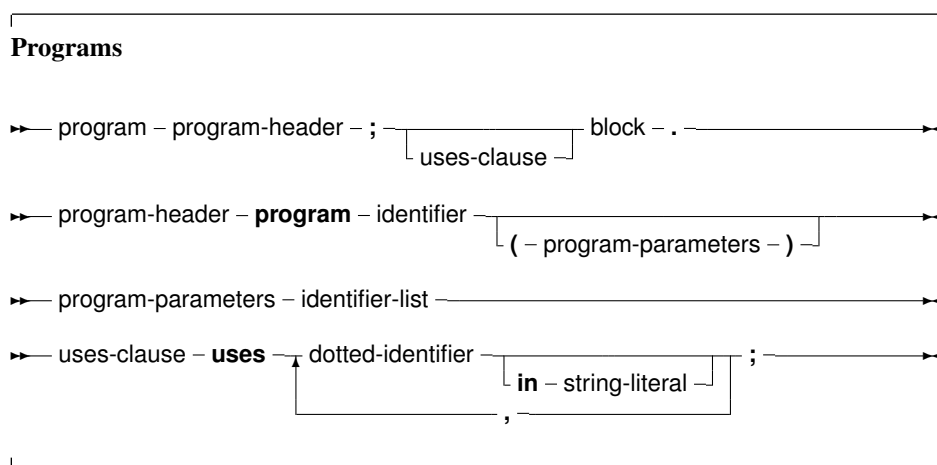 Programs
program program-header ; block .
uses-clause
program-header program identifier
( program-parameters )
program-parameters identifier-list
uses-clause uses dotted-identifier ;
in string-literal
,